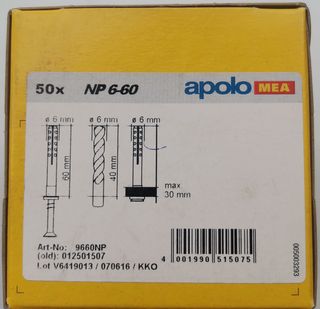 50x NP 6-60 apolo MEA
ø 6 mm ø 6 mm ø 6 mm
60 mm
40 mm
max
30 mm
Art-No: 9660NP
(old): 012501507
Lot V6419013 / 070616 / KKO
4 001990 515075
0050003293